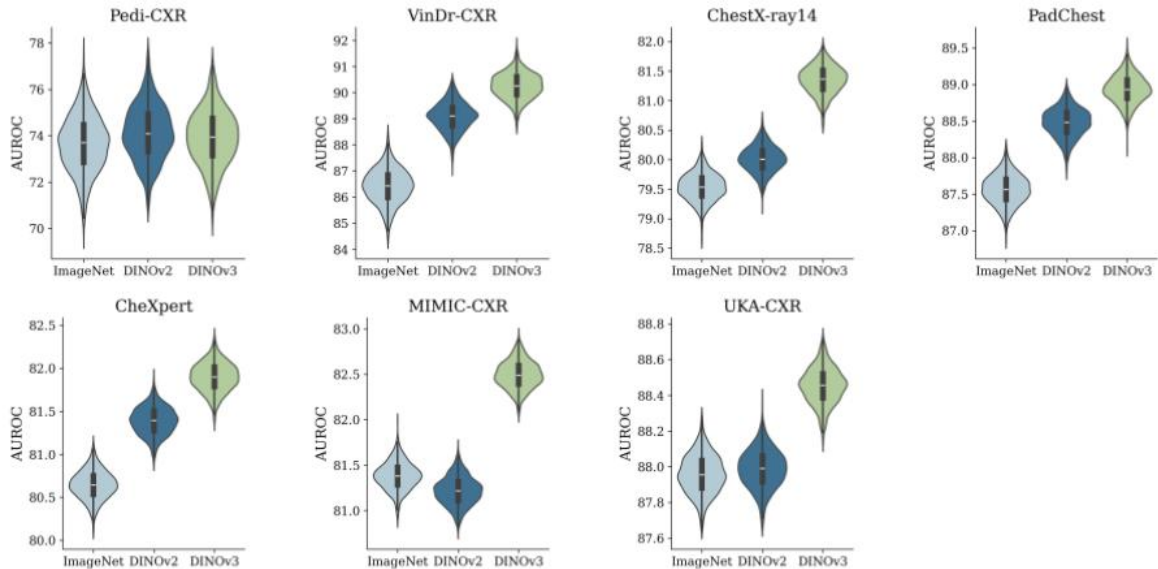 Pedi-CXR
78
76
74
72
70
AUROC
ImageNet DINOv2 DINOv3
VinDr-CXR
92
91
90
89
88
87
86
85
84
AUROC
ImageNet DINOv2 DINOv3
ChestX-ray14
82.0
81.5
81.0
80.5
80.0
79.5
79.0
78.5
AUROC
ImageNet DINOv2 DINOv3
PadChest
89.5
89.0
88.5
88.0
87.5
87.0
AUROC
ImageNet DINOv2 DINOv3
CheXpert
82.5
82.0
81.5
81.0
80.5
80.0
AUROC
ImageNet DINOv2 DINOv3
MIMIC-CXR
83.0
82.5
82.0
81.5
81.0
AUROC
ImageNet DINOv2 DINOv3
UKA-CXR
88.8
88.6
88.4
88.2
88.0
87.8
87.6
AUROC
ImageNet DINOv2 DINOv3